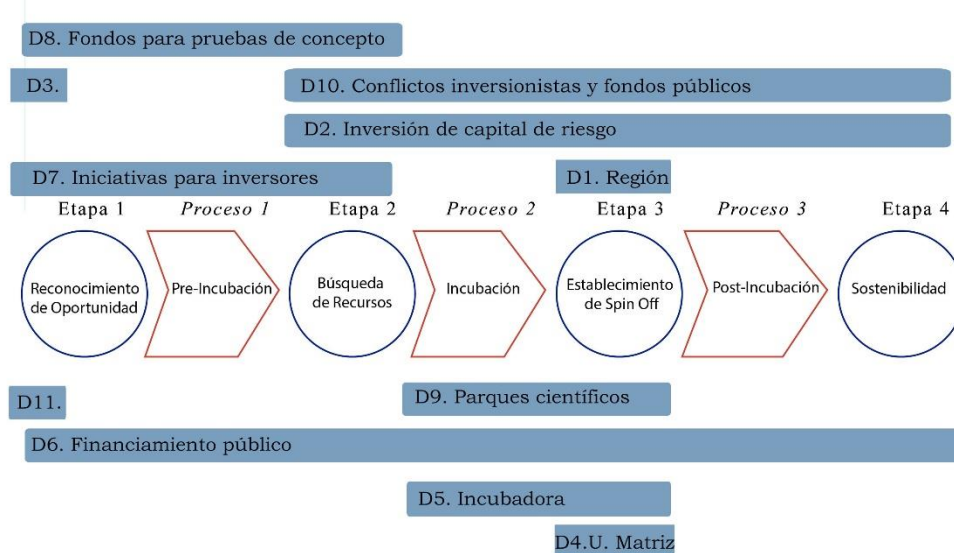 D8. Fondos para pruebas de concepto
D3.
D10. Conflictos inversionistas y fondos públicos
D2. Inversión de capital de riesgo
D7. Iniciativas para inversores
D1. Región
Etapa 1
Proceso 1
Etapa 2
Proceso 2
Etapa 3
Proceso 3
Etapa 4
Reconocimiento
de Oportunidad
Pre-Incubación
Búsqueda
de Recursos
Incubación
Establecimiento
de Spin Off
Post-Incubación
Sostenibilidad
D11.
D9. Parques científicos
D6. Financiamiento público
D5. Incubadora
D4.U. Matriz